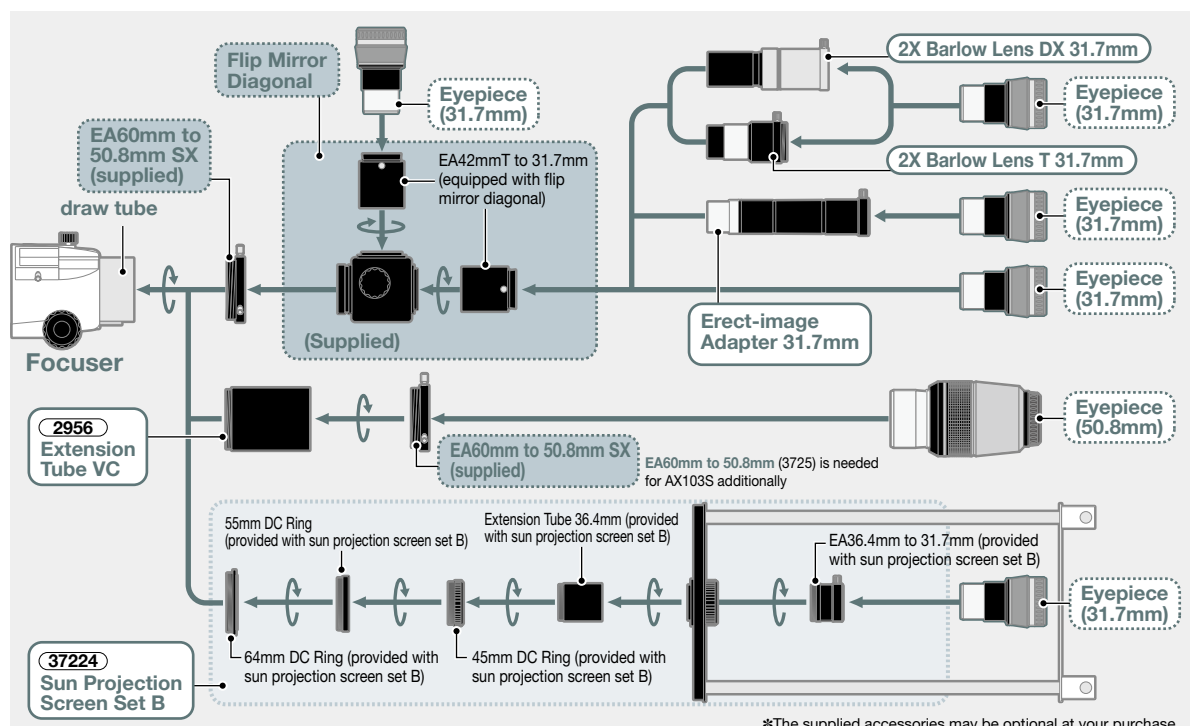 Flip Mirror
Diagonal
Eyepiece
(31.7mm)
2X Barlow Lens DX 31.7mm
Eyepiece
(31.7mm)
EA60mm to
50.8mm SX
(supplied)
EA42mmT to 31.7mm
(equipped with flip
mirror diagonal)
2X Barlow Lens T 31.7mm
draw tube
Eyepiece
(31.7mm)
Eyepiece
(31.7mm)
(Supplied)
Erect-image
Adapter 31.7mm
Focuser
2956
Extension
Tube VC
Eyepiece
(50.8mm)
EA60mm to 50.8mm SX
(supplied)
EA60mm to 50.8mm (3725) is needed
for AX103S additionally
55mm DC Ring
(provided with sun projection screen set B)
Extension Tube 36.4mm (provided
with sun projection screen set B)
EA36.4mm to 31.7mm (provided
with sun projection screen set B)
Eyepiece
(31.7mm)
64mm DC Ring (provided with
sun projection screen set B)
45mm DC Ring (provided with
sun projection screen set B)
37224
Sun Projection
Screen Set B
*The supplied accessories may be optional at your purchase